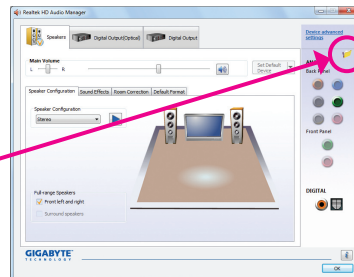 Realtek HD Audio Manager
Speakers
Digital Output(Optical)
Digital Output
Device advanced
settings
Main Volume
L
R
Set Default
Device
Back Panel
Speaker Configuration
Sound Effects
Room Correction
Default Format
Speaker Configuration
Stereo
Front Panel
Full-range Speakers
Front left and right
Surround speakers
DIGITAL
GIGABYTE
TECHNOLOGY
i
OK